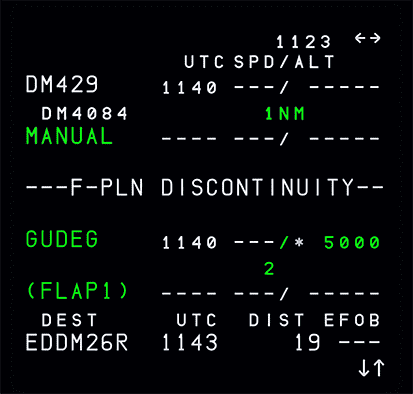 1123 ↔
UTC SPD/ALT
DM429 1140 ---/ -----
DM4084 1NM
MANUAL ---- ---/ -----
---F-PLN DISCONTINUITY--
GUDEG 1140 ---/* 5000
2
(FLAP1) ---- ---/ -----
DEST UTC DIST EFOB
EDDM26R 1143 19 ---
↓↑